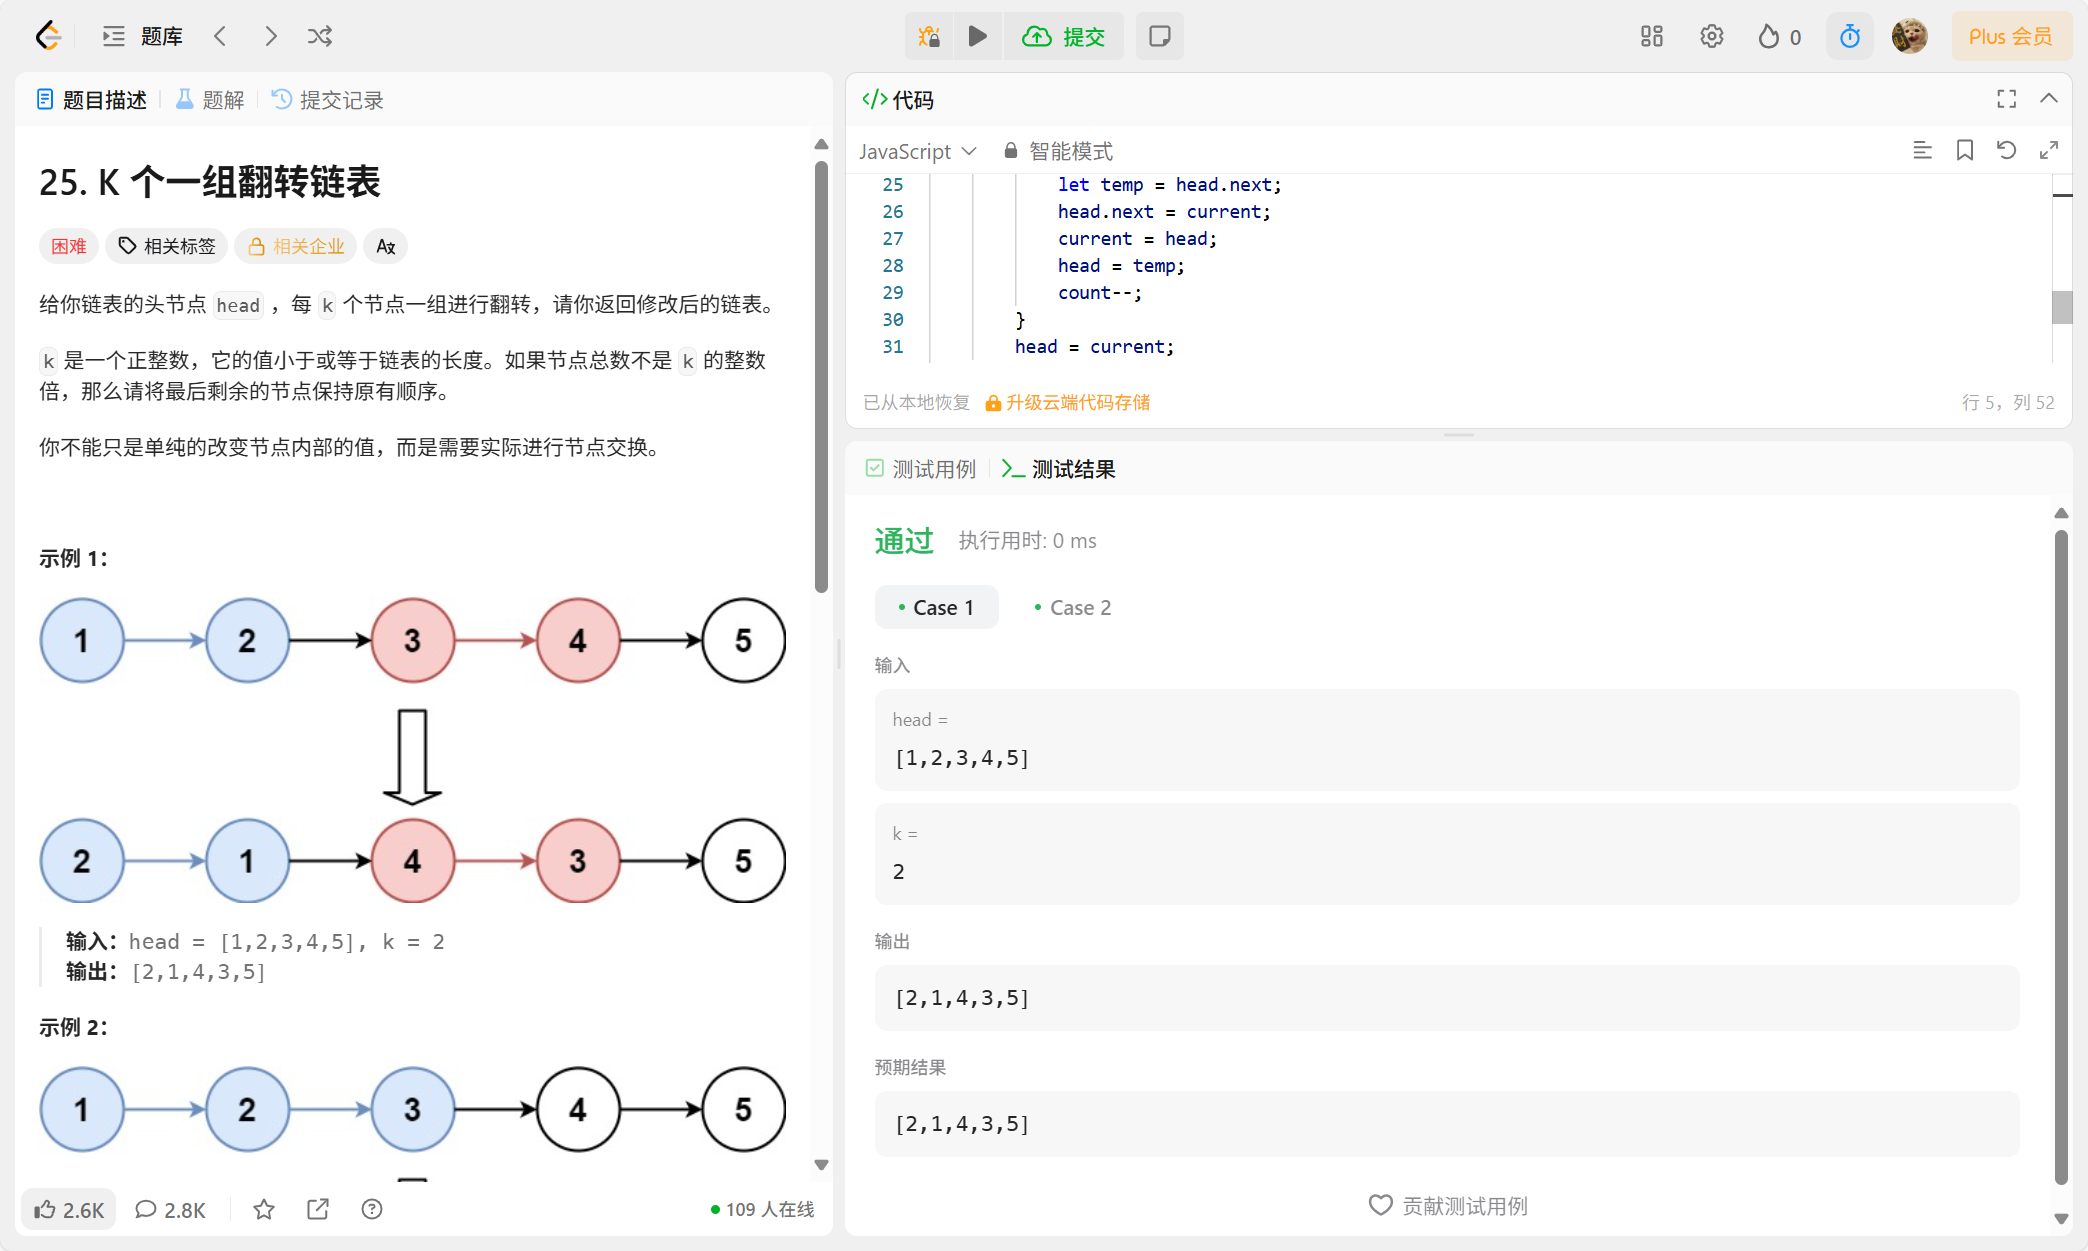 题库
提交
0
Plus 会员
题目描述
题解
提交记录
25. K 个一组翻转链表
困难
相关标签
相关企业
给你链表的头节点 head ，每 k 个节点一组进行翻转，请你返回修改后的链表。
k 是一个正整数，它的值小于或等于链表的长度。如果节点总数不是 k 的整数
倍，那么请将最后剩余的节点保持原有顺序。
你不能只是单纯的改变节点内部的值，而是需要实际进行节点交换。
示例 1：
1 2 3 4 5
2 1 4 3 5
输入：head = [1,2,3,4,5], k = 2
输出：[2,1,4,3,5]
示例 2：
1 2 3 4 5
2.6K
2.8K
109 人在线
</>代码
JavaScript
智能模式
25 let temp = head.next;
26 head.next = current;
27 current = head;
28 head = temp;
29 count--;
30 }
31 head = current;
已从本地恢复
升级云端代码存储
行 5，列 52
测试用例
测试结果
通过
执行用时: 0 ms
Case 1
Case 2
输入
head =
[1,2,3,4,5]
k =
2
输出
[2,1,4,3,5]
预期结果
[2,1,4,3,5]
贡献测试用例